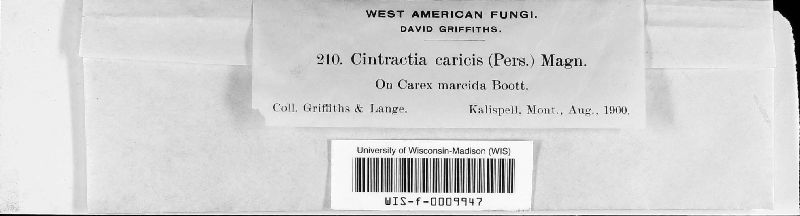 WEST AMERICAN FUNGI.
DAVID GRIFFITHS.
210. Cintractia caricis (Pers.) Magn.
On Carex marcida Boott.
Coll. Griffiths & Lange. Kalispell, Mont., Aug., 1900.
University of Wisconsin-Madison (WIS)
WIS-f-0009947